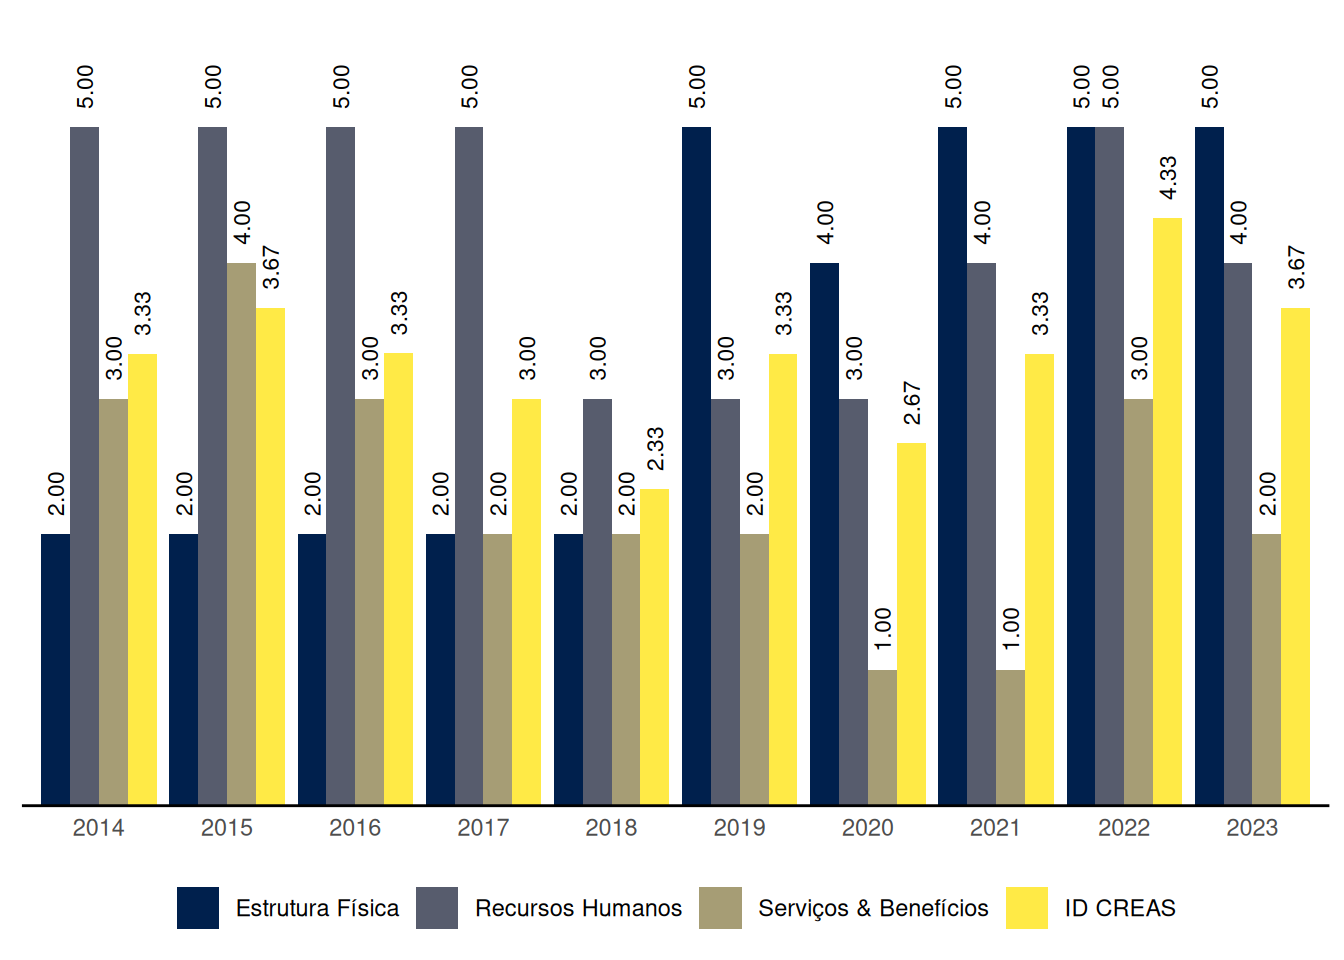 5.00 5.00 5.00 5.00 5.00 5.00 5.00 5.00 5.00
4.33
4.00 4.00 4.00 4.00
3.67 3.67
3.33 3.33 3.33 3.33
3.00 3.00 3.00 3.00 3.00 3.00 3.00
2.67
2.33
2.00 2.00 2.00 2.00 2.00 2.00 2.00 2.00 2.00
1.00 1.00
2014 2015 2016 2017 2018 2019 2020 2021 2022 2023
Estrutura Física Recursos Humanos Serviços & Benefícios ID CREAS